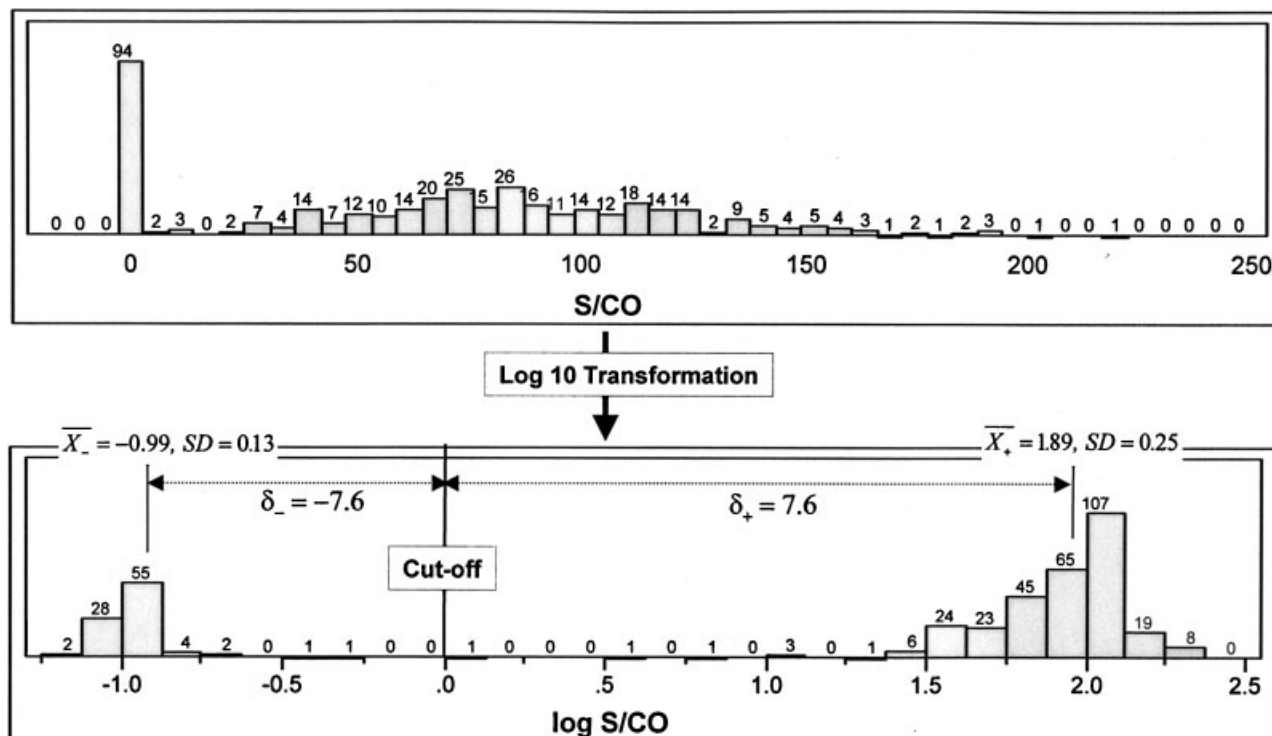 94
0 0 0 2 3 0 2 7 4 14 7 12 10 14 20 25 5 26 6 11 14 12 18 14 14 2 9 5 4 5 4 3 1 2 1 2 3 0 1 0 0 1 0 0 0 0 0
0 50 100 150 200 250
S/CO
Log 10 Transformation
X̄₋ = −0.99, SD = 0.13
X̄₊ = 1.89, SD = 0.25
δ₋ = −7.6
δ₊ = 7.6
Cut-off
2 28 55 4 2 0 1 1 0 0 1 0 0 0 1 0 1 0 3 0 1 6 24 23 45 65 107 19 8 0
-1.0 -0.5 .0 .5 1.0 1.5 2.0 2.5
log S/CO